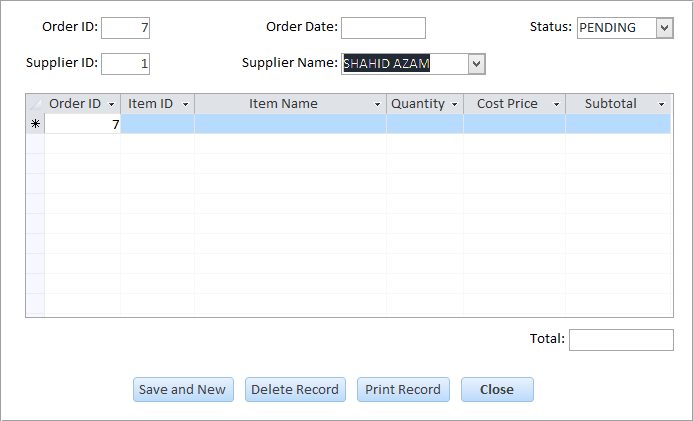 Order ID: 7 Order Date: Status: PENDING
Supplier ID: 1 Supplier Name: SHAHID AZAM
Order ID Item ID Item Name Quantity Cost Price Subtotal
7
Total:
Save and New Delete Record Print Record Close